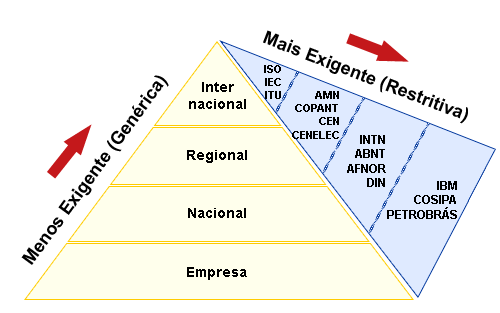 Mais Exigente (Restritiva)
Menos Exigente (Genérica)
Inter
nacional
Regional
Nacional
Empresa
ISO
IEC
ITU
AMN
COPANT
CEN
CENELEC
INTN
ABNT
AFNOR
DIN
IBM
COSIPA
PETROBRÁS